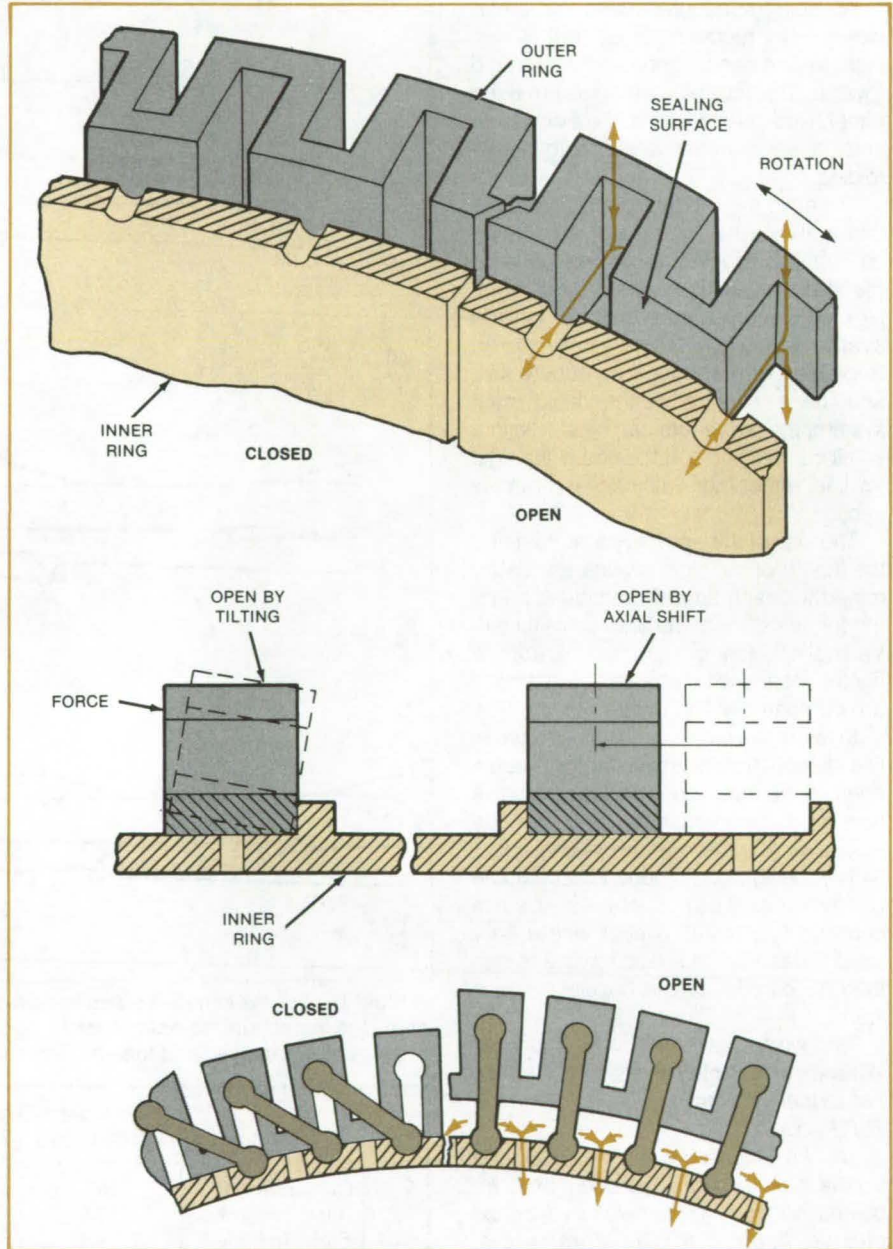 OUTER
RING
SEALING
SURFACE
ROTATION
INNER
RING
CLOSED
OPEN
OPEN BY
TILTING
OPEN BY
AXIAL SHIFT
FORCE
INNER
RING
CLOSED
OPEN